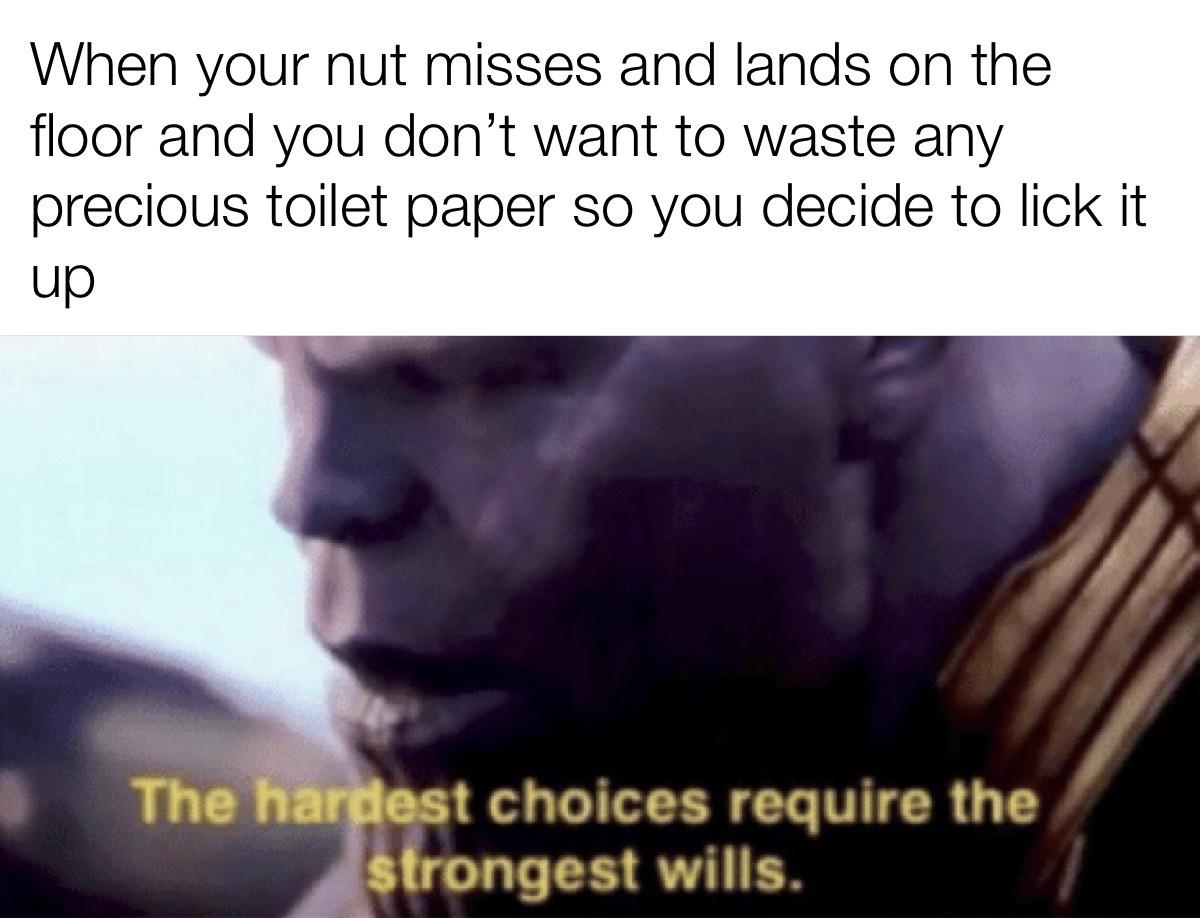 When your nut misses and lands on the
floor and you don’t want to waste any
precious toilet paper so you decide to lick it
up
The hardest choices require the
strongest wills.